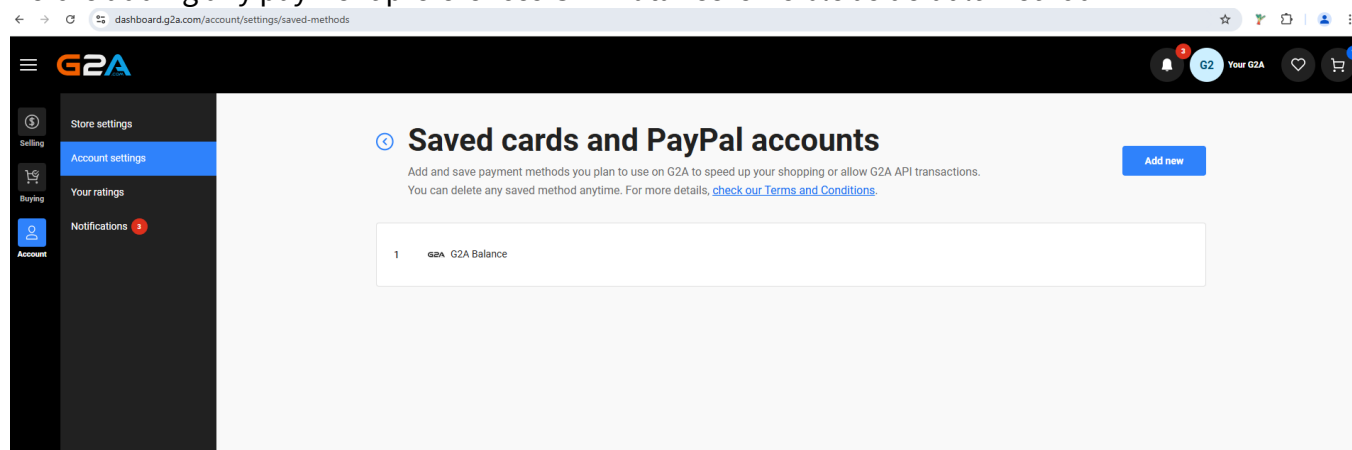 dashboard.g2a.com/account/settings/saved-methods
G2A
.COM
3
G2 Your G2A
Selling
Buying
Account
Store settings
Account settings
Your ratings
Notifications 3
Saved cards and PayPal accounts
Add and save payment methods you plan to use on G2A to speed up your shopping or allow G2A API transactions.
You can delete any saved method anytime. For more details, check our Terms and Conditions.
Add new
1 G2A G2A Balance